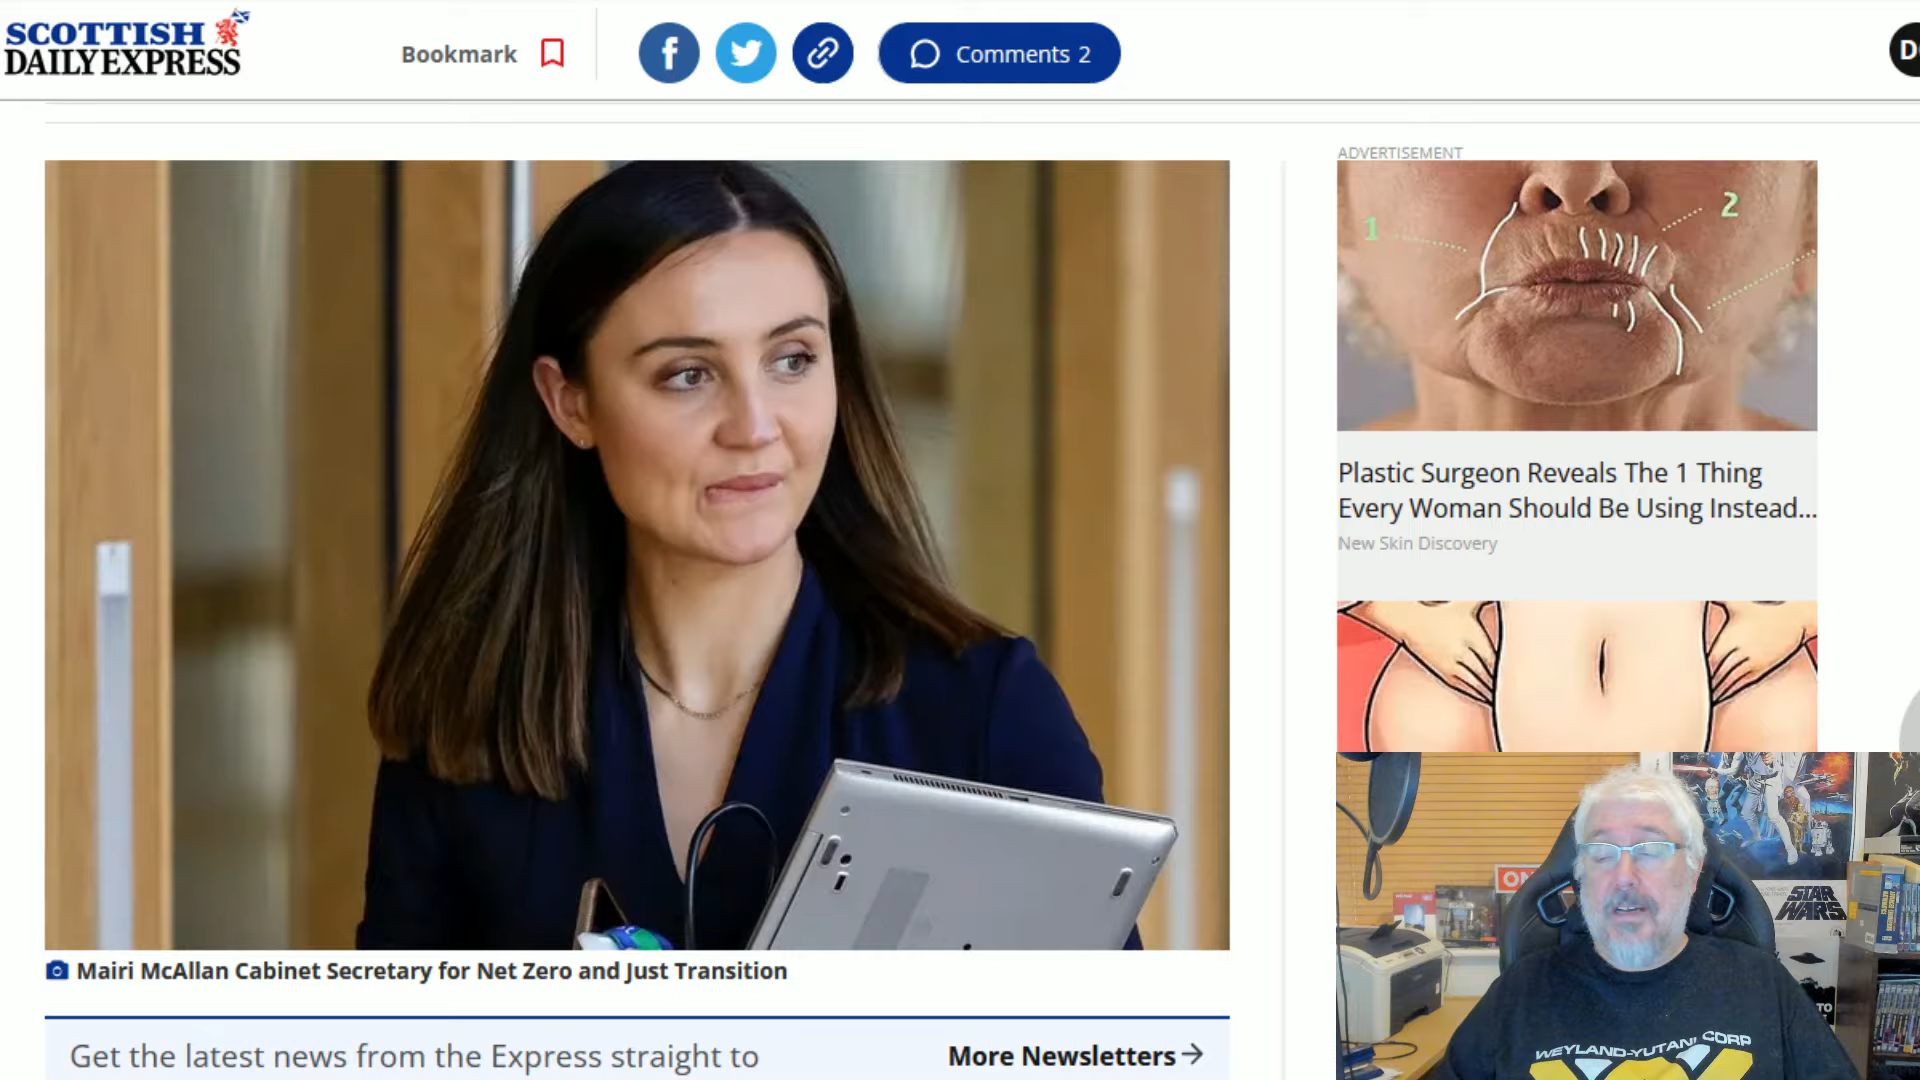 SCOTTISH
DAILY EXPRESS
Bookmark
Comments 2
D
ADVERTISEMENT
1
2
Plastic Surgeon Reveals The 1 Thing
Every Woman Should Be Using Instead...
New Skin Discovery
Mairi McAllan Cabinet Secretary for Net Zero and Just Transition
Get the latest news from the Express straight to
More Newsletters
ON
STAR
WARS
TO
WEYLAND-YUTANI CORP